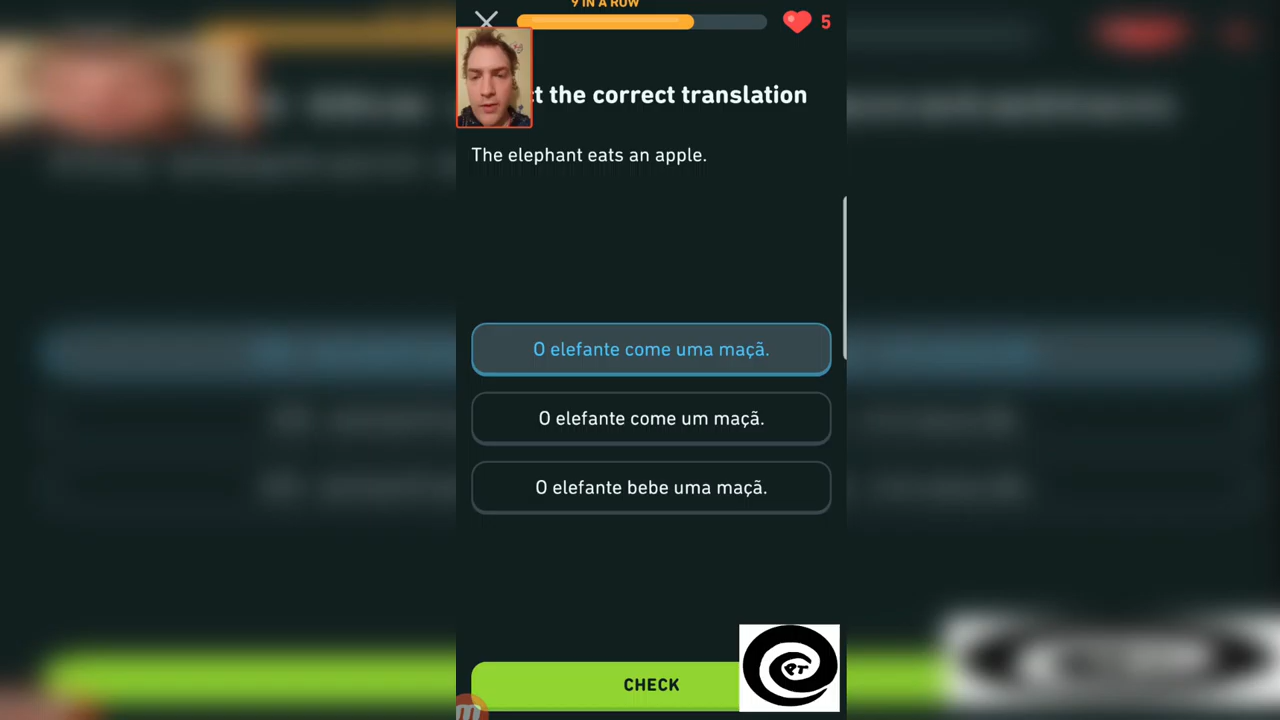 9 IN A ROW
5
t the correct translation
The elephant eats an apple.
O elefante come uma maçã.
O elefante come um maçã.
O elefante bebe uma maçã.
CHECK
PT